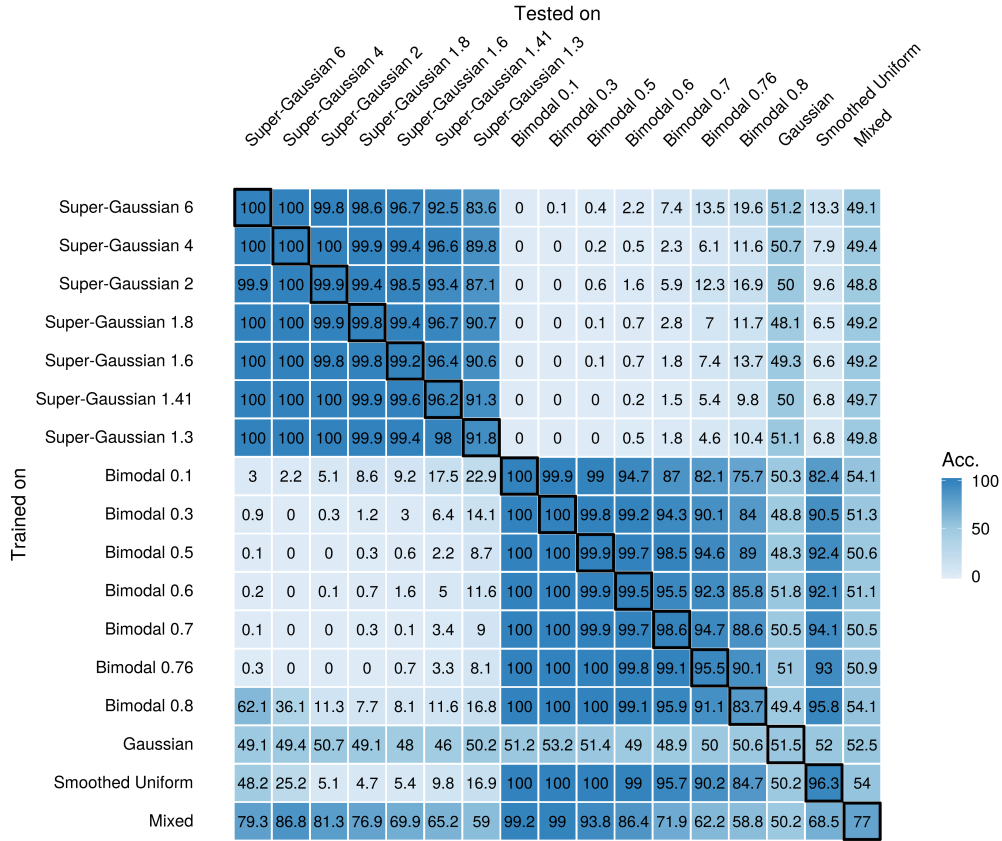 Tested on
Super-Gaussian 6
Super-Gaussian 4
Super-Gaussian 2
Super-Gaussian 1.8
Super-Gaussian 1.6
Super-Gaussian 1.41
Super-Gaussian 1.3
Bimodal 0.1
Bimodal 0.3
Bimodal 0.5
Bimodal 0.6
Bimodal 0.7
Bimodal 0.76
Bimodal 0.8
Gaussian
Smoothed Uniform
Mixed
Trained on
Super-Gaussian 6 100 100 99.8 98.6 96.7 92.5 83.6 0 0.1 0.4 2.2 7.4 13.5 19.6 51.2 13.3 49.1
Super-Gaussian 4 100 100 100 99.9 99.4 96.6 89.8 0 0 0.2 0.5 2.3 6.1 11.6 50.7 7.9 49.4
Super-Gaussian 2 99.9 100 99.9 99.4 98.5 93.4 87.1 0 0 0.6 1.6 5.9 12.3 16.9 50 9.6 48.8
Super-Gaussian 1.8 100 100 99.9 99.8 99.4 96.7 90.7 0 0 0.1 0.7 2.8 7 11.7 48.1 6.5 49.2
Super-Gaussian 1.6 100 100 99.8 99.8 99.2 96.4 90.6 0 0 0.1 0.7 1.8 7.4 13.7 49.3 6.6 49.2
Super-Gaussian 1.41 100 100 100 99.9 99.6 96.2 91.3 0 0 0 0.2 1.5 5.4 9.8 50 6.8 49.7
Super-Gaussian 1.3 100 100 100 99.9 99.4 98 91.8 0 0 0 0.5 1.8 4.6 10.4 51.1 6.8 49.8
Bimodal 0.1 3 2.2 5.1 8.6 9.2 17.5 22.9 100 99.9 99 94.7 87 82.1 75.7 50.3 82.4 54.1
Bimodal 0.3 0.9 0 0.3 1.2 3 6.4 14.1 100 100 99.8 99.2 94.3 90.1 84 48.8 90.5 51.3
Bimodal 0.5 0.1 0 0 0.3 0.6 2.2 8.7 100 100 99.9 99.7 98.5 94.6 89 48.3 92.4 50.6
Bimodal 0.6 0.2 0 0.1 0.7 1.6 5 11.6 100 100 99.9 99.5 95.5 92.3 85.8 51.8 92.1 51.1
Bimodal 0.7 0.1 0 0 0.3 0.1 3.4 9 100 100 99.9 99.7 98.6 94.7 88.6 50.5 94.1 50.5
Bimodal 0.76 0.3 0 0 0 0.7 3.3 8.1 100 100 100 99.8 99.1 95.5 90.1 51 93 50.9
Bimodal 0.8 62.1 36.1 11.3 7.7 8.1 11.6 16.8 100 100 100 99.1 95.9 91.1 83.7 49.4 95.8 54.1
Gaussian 49.1 49.4 50.7 49.1 48 46 50.2 51.2 53.2 51.4 49 48.9 50 50.6 51.5 52 52.5
Smoothed Uniform 48.2 25.2 5.1 4.7 5.4 9.8 16.9 100 100 100 99 95.7 90.2 84.7 50.2 96.3 54
Mixed 79.3 86.8 81.3 76.9 69.9 65.2 59 99.2 99 93.8 86.4 71.9 62.2 58.8 50.2 68.5 77
Acc.
100
50
0